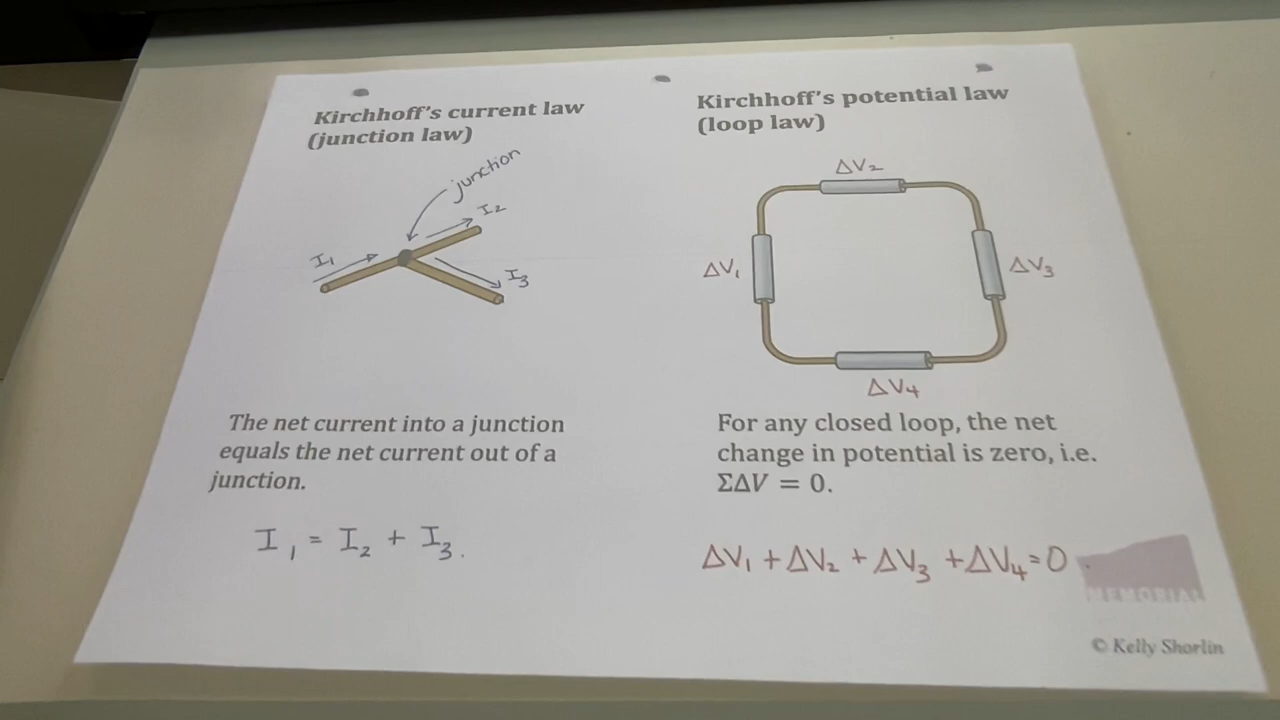 Kirchhoff's current law
(junction law)
junction
I₁
I₂
I₃
The net current into a junction
equals the net current out of a
junction.
I₁ = I₂ + I₃.
Kirchhoff's potential law
(loop law)
ΔV₂
ΔV₁
ΔV₃
ΔV₄
For any closed loop, the net
change in potential is zero, i.e.
ΣΔV = 0.
ΔV₁ + ΔV₂ + ΔV₃ + ΔV₄ = 0.
MEMORIAL
© Kelly Shorlin